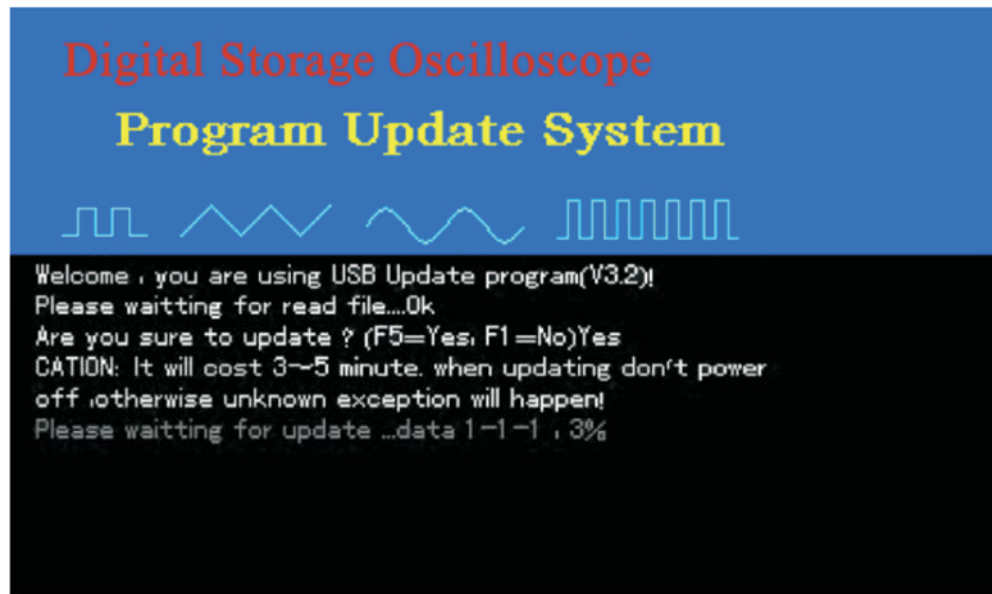 Digital Storage Oscilloscope
Program Update System
Welcome , you are using USB Update program(V3.2)!
Please waitting for read file....Ok
Are you sure to update ? (F5=Yes, F1=No)Yes
CATION: It will cost 3~5 minute. when updating don't power
off ,otherwise unknown exception will happen!
Please waitting for update ...data 1-1-1 , 3%